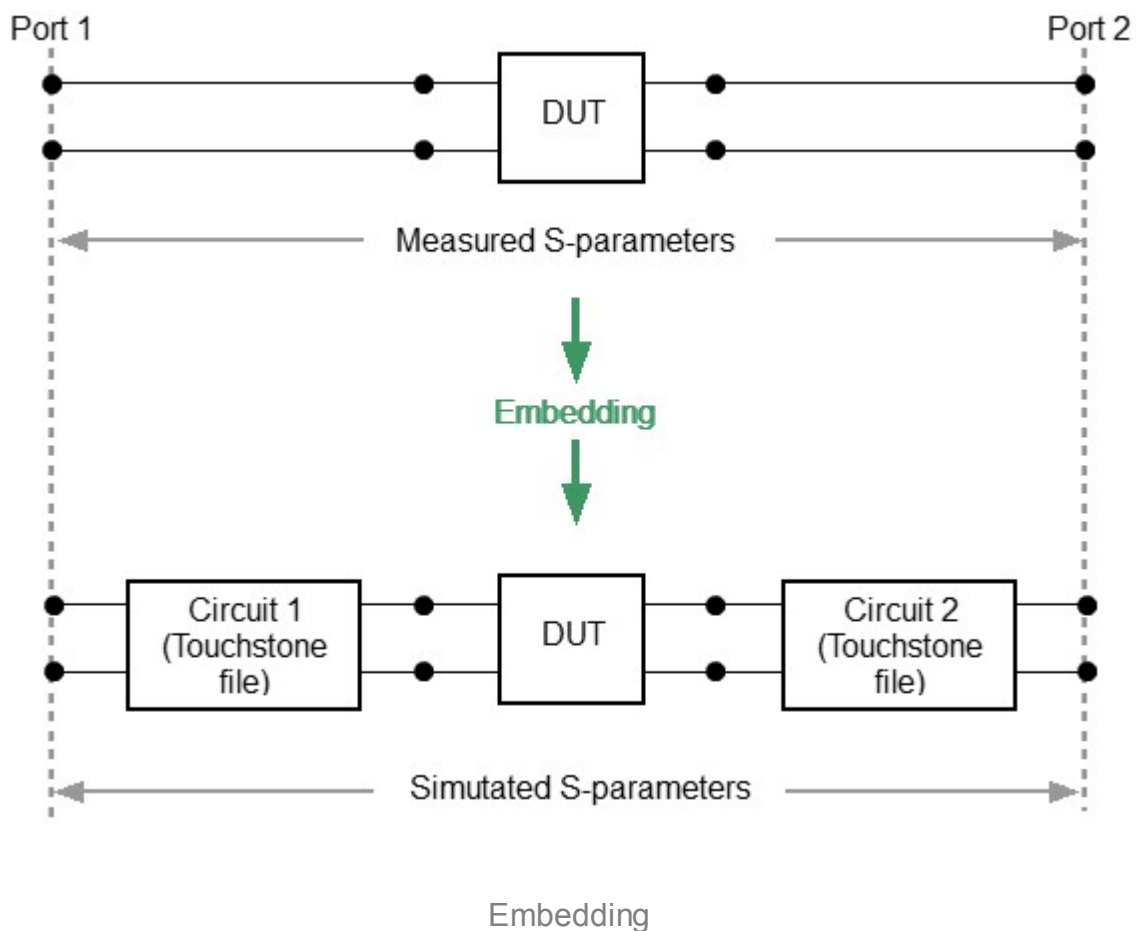 Port 1
Port 2
DUT
Measured S-parameters
Embedding
Circuit 1
(Touchstone
file)
DUT
Circuit 2
(Touchstone
file)
Simutated S-parameters
Embedding